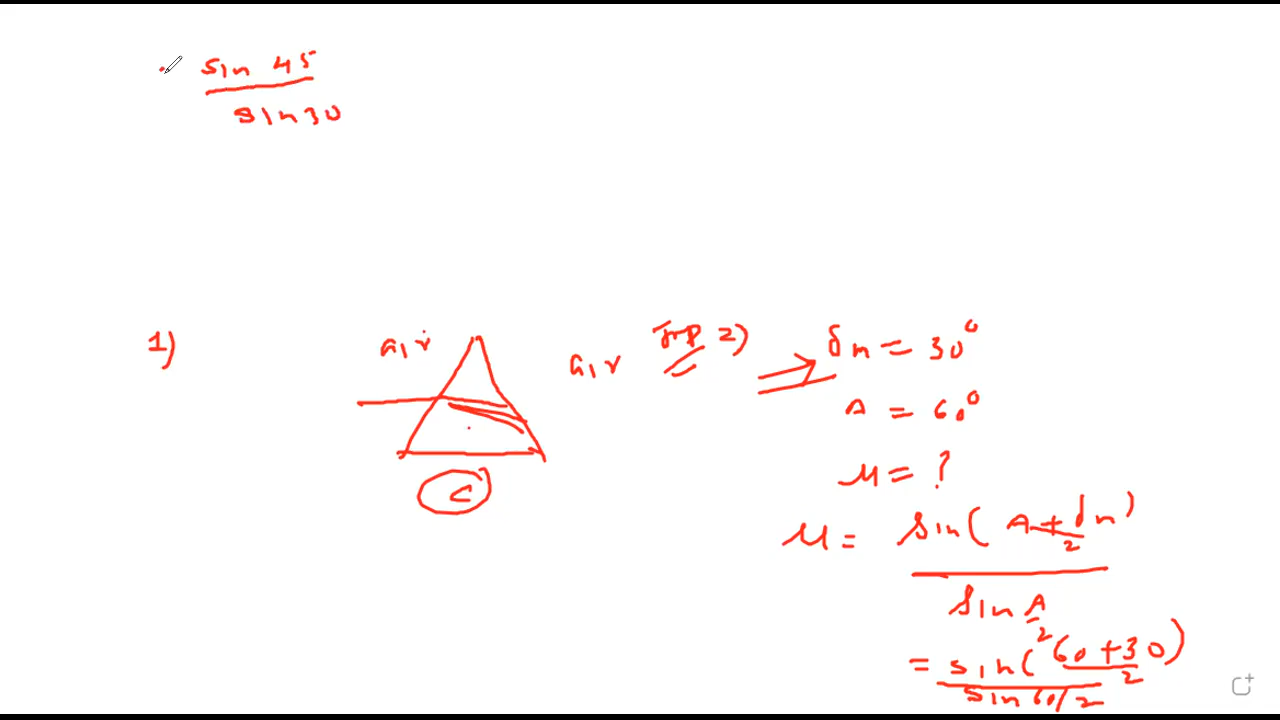 sin 45
sin 30
1)
air
air
Imp 2)
δm = 30°
A = 60°
μ = ?
μ = sin( A + δm / 2 )
sin A / 2
= sin( 60 + 30 / 2 )
sin 60/2
C